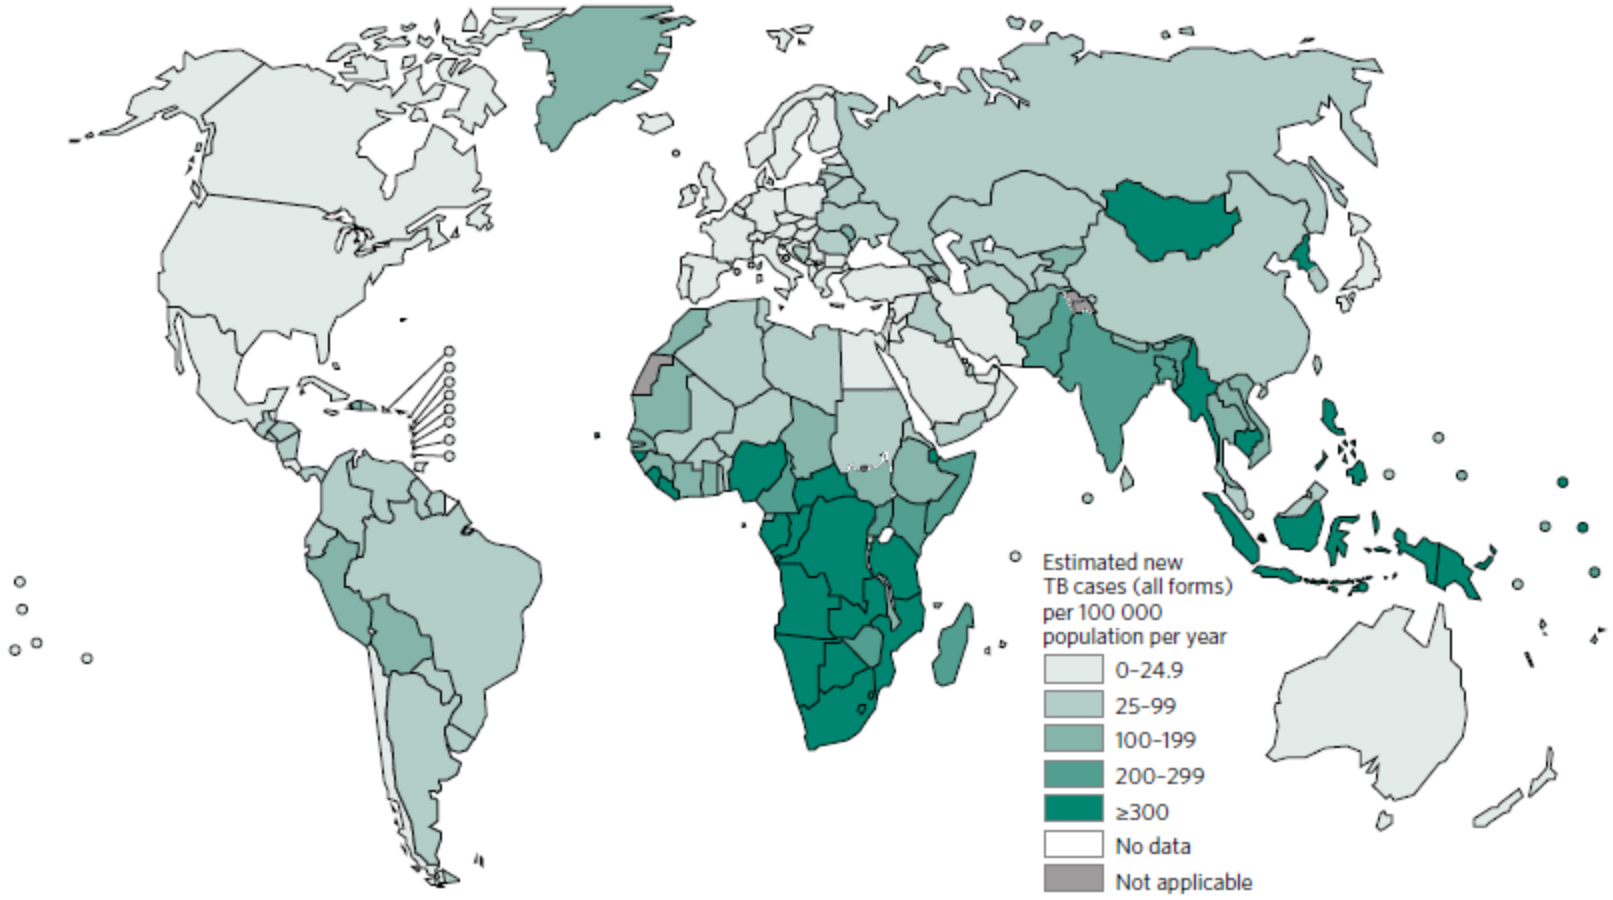 Estimated new
TB cases (all forms)
per 100 000
population per year
0–24.9
25–99
100–199
200–299
≥300
No data
Not applicable